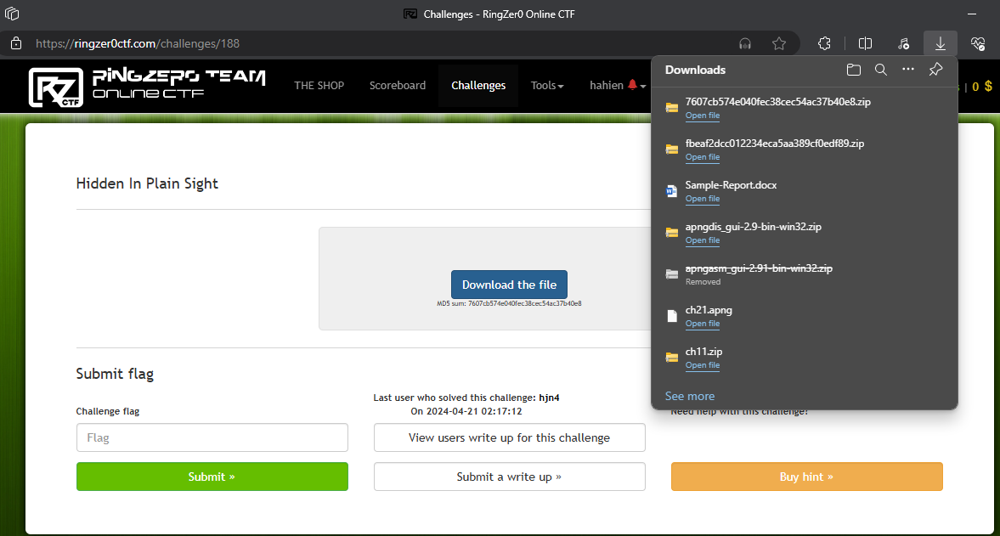 Challenges - RingZer0 Online CTF
https://ringzer0ctf.com/challenges/188
RZ CTF
RINGZER0 TEAM
ONLINE CTF
THE SHOP
Scoreboard
Challenges
Tools
hahien
| 0 $
Hidden In Plain Sight
Download the file
MD5 sum: 7607cb574e040fec38cec54ac37b40e8
Submit flag
Challenge flag
Flag
Submit »
Last user who solved this challenge: hjn4
On 2024-04-21 02:17:12
View users write up for this challenge
Submit a write up »
Need help with this challenge?
Buy hint »
Downloads
7607cb574e040fec38cec54ac37b40e8.zip
Open file
fbeaf2dcc012234eca5aa389cf0edf89.zip
Open file
Sample-Report.docx
Open file
apngdis_gui-2.9-bin-win32.zip
Open file
apngasm_gui-2.91-bin-win32.zip
Removed
ch21.apng
Open file
ch11.zip
Open file
See more